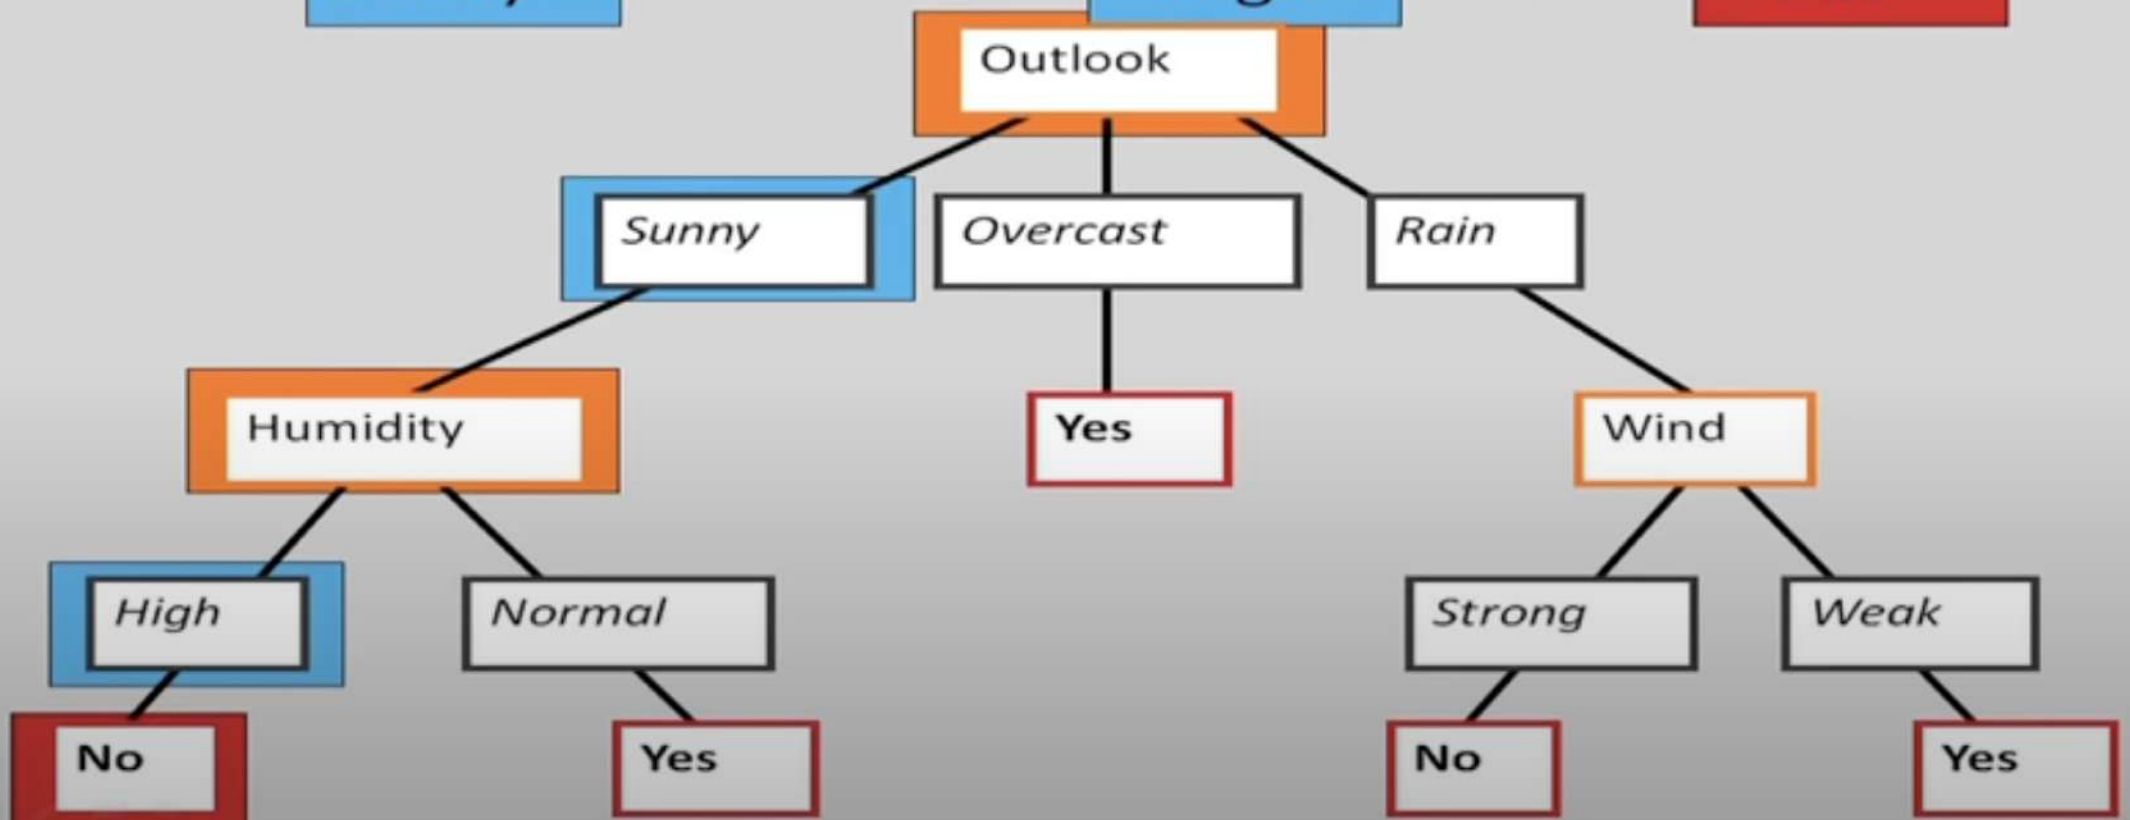 Outlook
Sunny
Overcast
Rain
Humidity
Yes
Wind
High
Normal
Strong
Weak
No
Yes
No
Yes